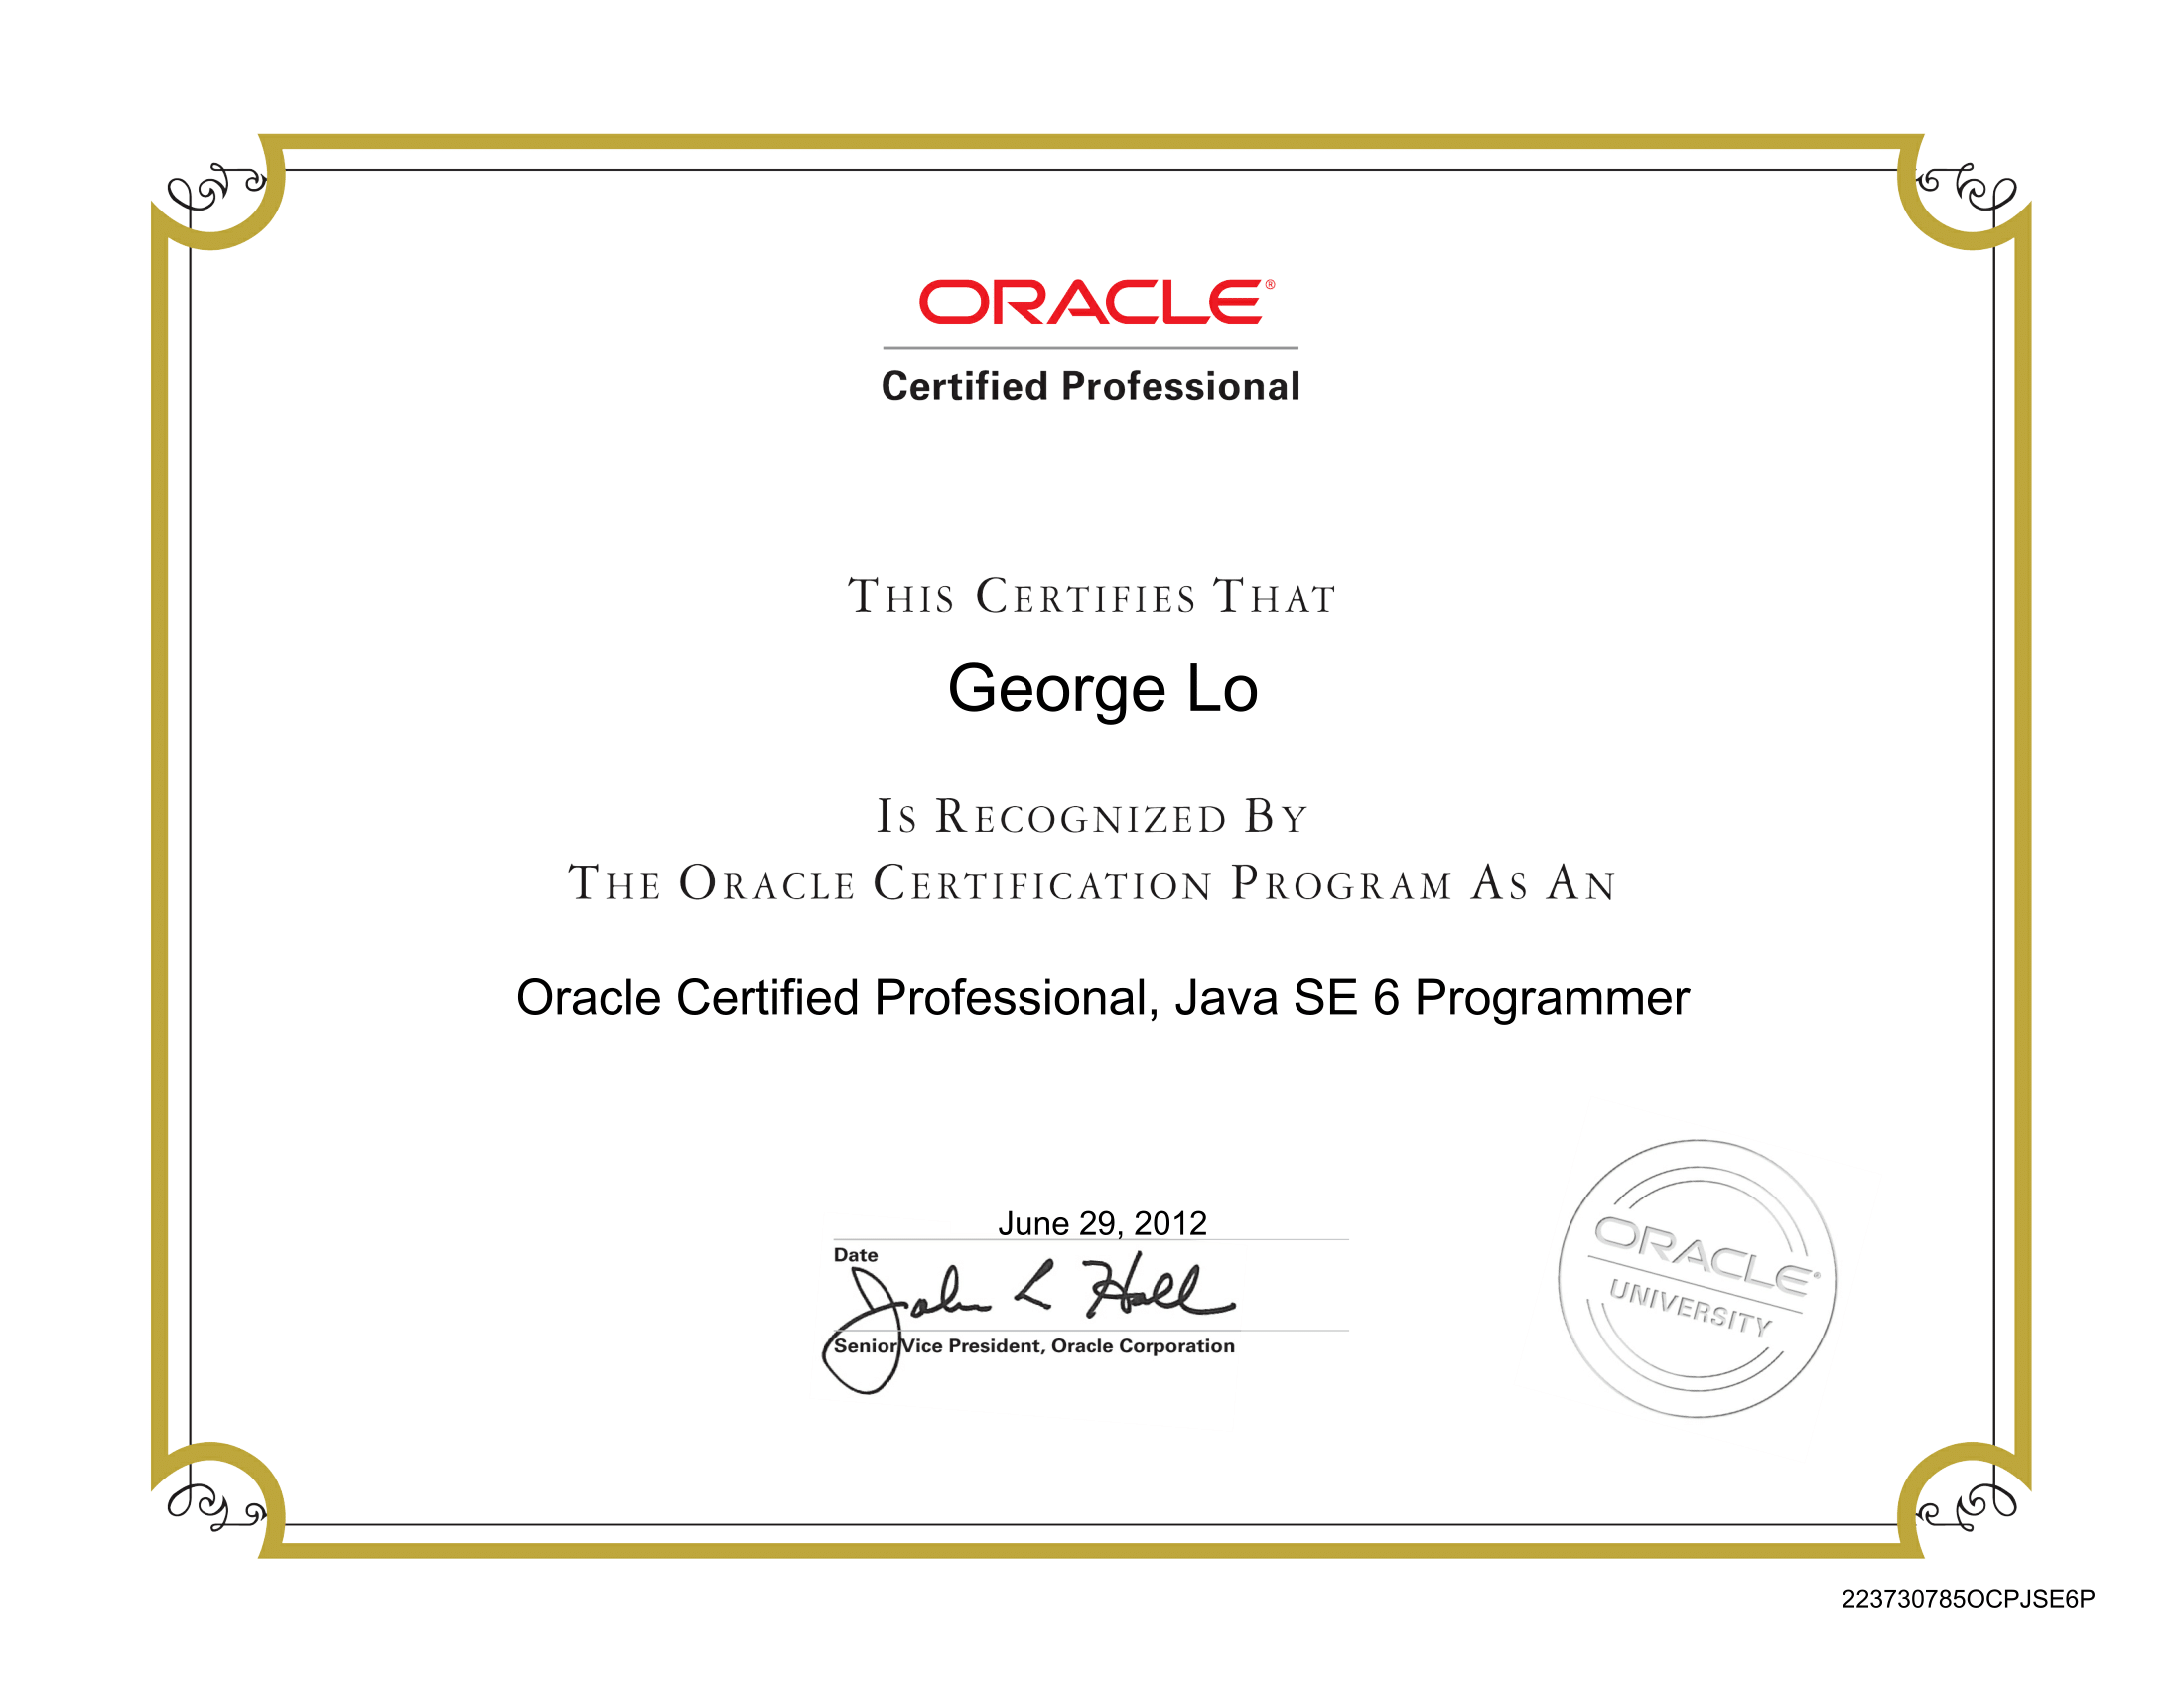 ORACLE®
Certified Professional
THIS CERTIFIES THAT
George Lo
IS RECOGNIZED BY
THE ORACLE CERTIFICATION PROGRAM AS AN
Oracle Certified Professional, Java SE 6 Programmer
June 29, 2012
Date
John L Hall
Senior Vice President, Oracle Corporation
ORACLE®
UNIVERSITY
223730785OCPJSE6P